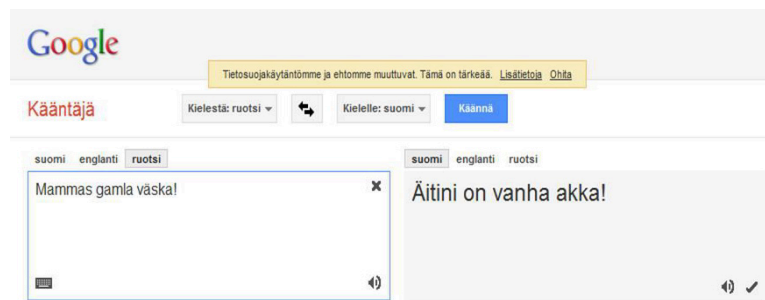 Google
Tietosuojakäytäntömme ja ehtomme muuttuvat. Tämä on tärkeää. Lisätietoja Ohita
Kääntäjä Kielestä: ruotsi Kielelle: suomi Käännä
suomi englanti ruotsi suomi englanti ruotsi
Mammas gamla väska! Äitini on vanha akka!